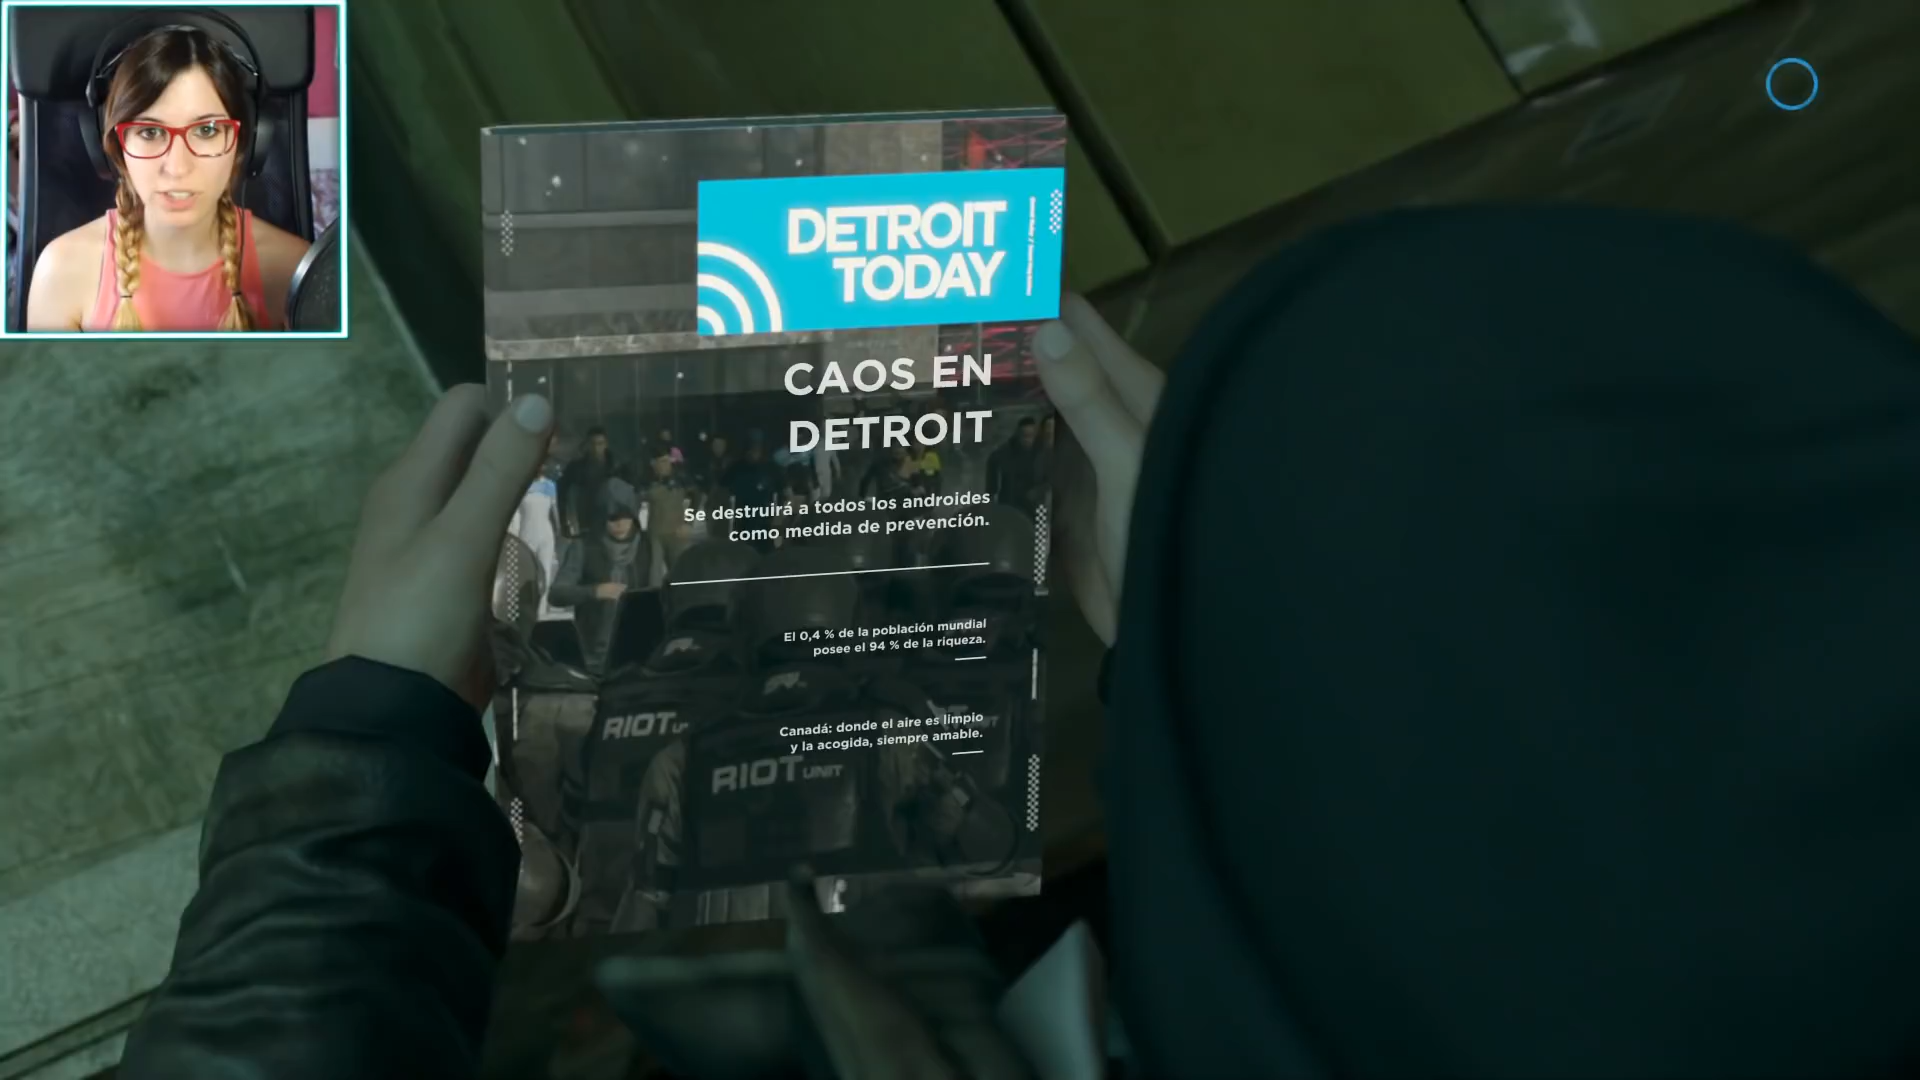 DETROIT
TODAY
CAOS EN
DETROIT
Se destruirá a todos los androides
como medida de prevención.
El 0,4 % de la población mundial
posee el 94 % de la riqueza.
Canadá: donde el aire es limpio
y la acogida, siempre amable.
RIOT
RIOT UNIT